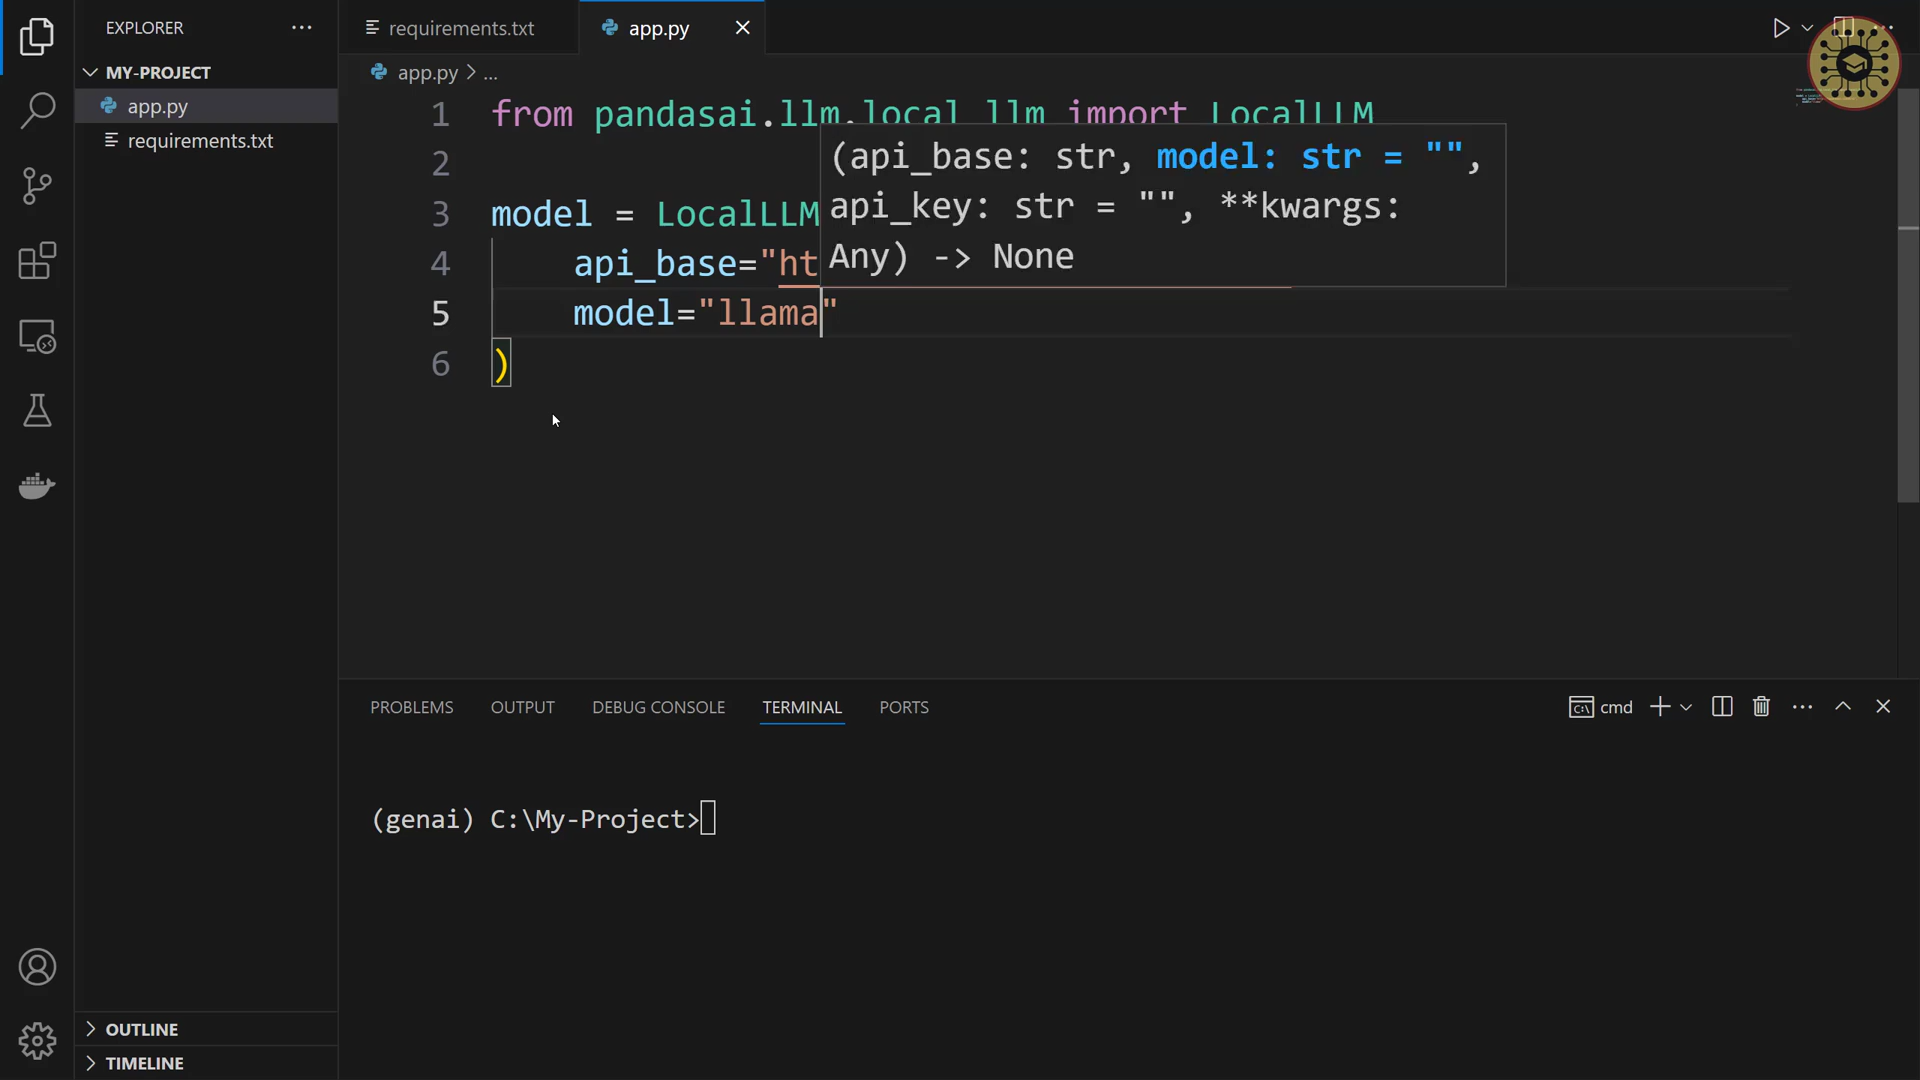 EXPLORER
MY-PROJECT
app.py
requirements.txt
OUTLINE
TIMELINE
requirements.txt
app.py
app.py > ...
1 from pandasai.llm.local_llm import LocalLLM
2
3 model = LocalLLM
4 api_base="ht
5 model="llama"
6 )
(api_base: str, model: str = "",
api_key: str = "", **kwargs:
Any) -> None
PROBLEMS OUTPUT DEBUG CONSOLE TERMINAL PORTS
cmd
(genai) C:\My-Project>